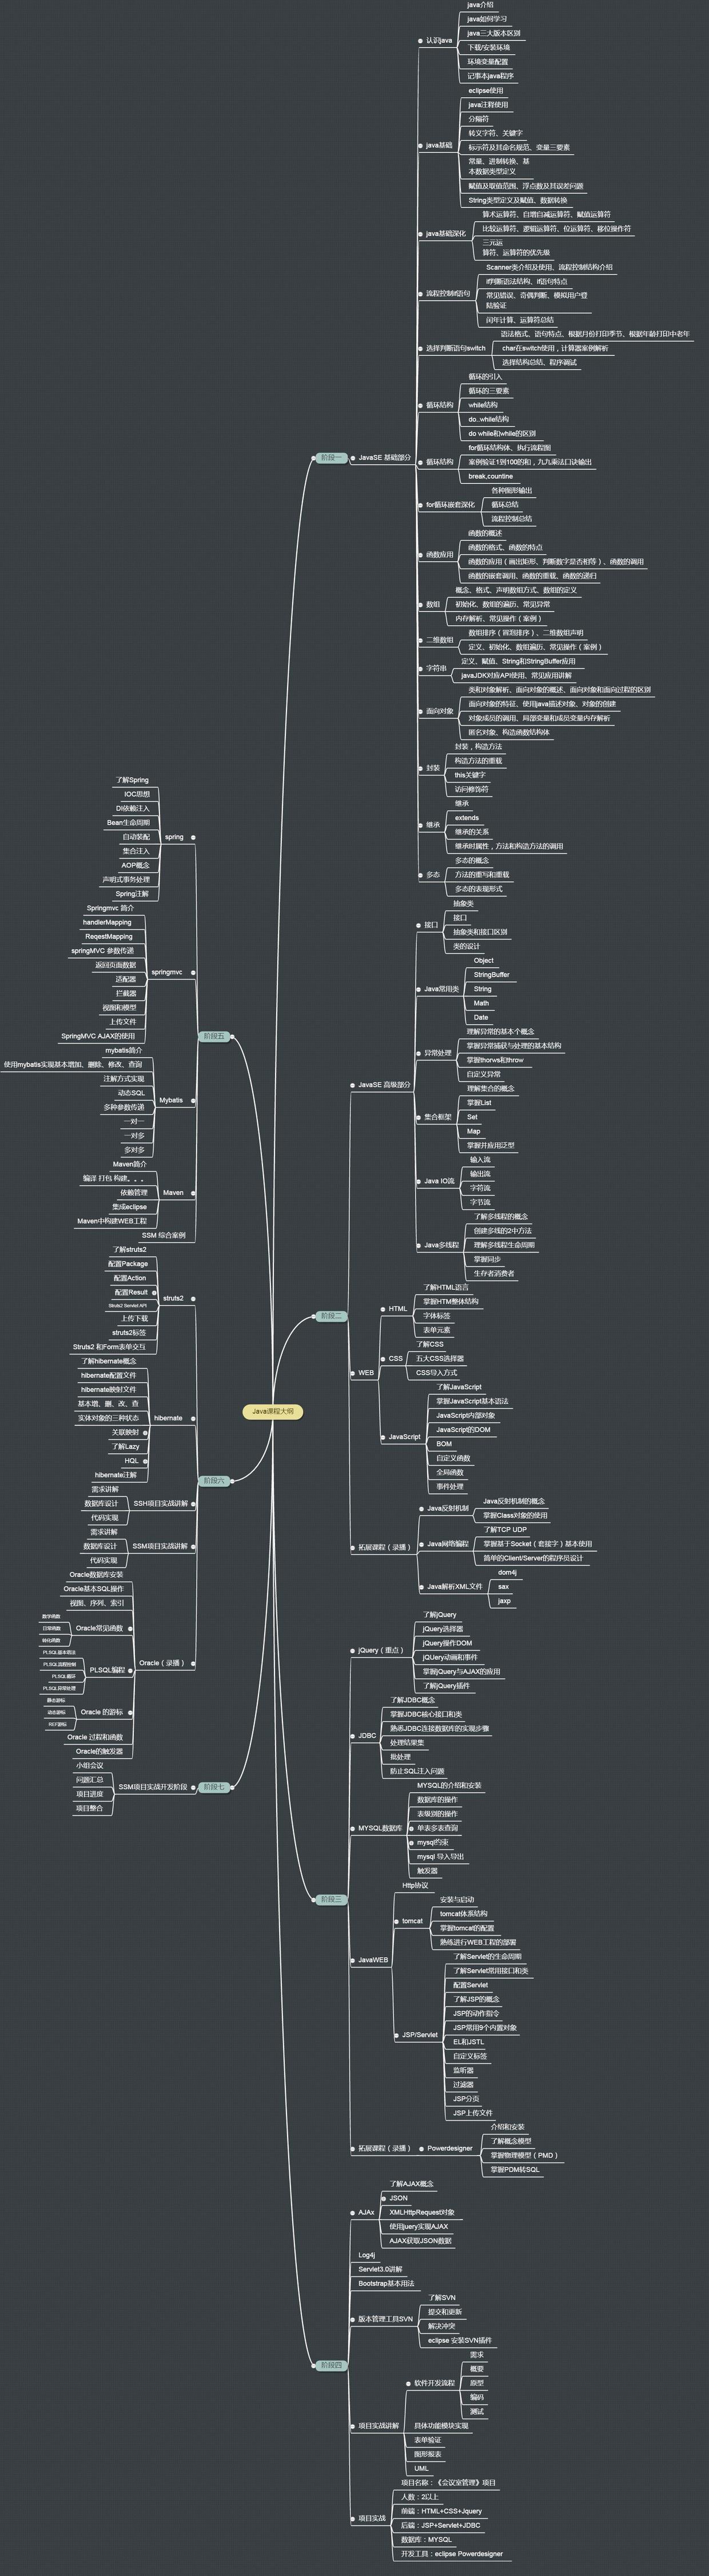 Java课程大纲
阶段一
JavaSE 基础部分
认识java
java介绍
java如何学习
java三大版本区别
下载/安装环境
环境变量配置
记事本java程序
java基础
eclipse使用
java注释使用
分隔符
转义字符、关键字
标示符及其命名规范、变量三要素
常量、进制转换、基
本数据类型定义
赋值及取值范围、浮点数及其误差问题
String类型定义及赋值、数据转换
java基础深化
算术运算符、自增自减运算符、赋值运算符
比较运算符、逻辑运算符、位运算符、移位操作符
三元运
算符、运算符的优先级
流程控制if语句
Scanner类介绍及使用、流程控制结构介绍
if判断语法结构、if语句特点
常见错误、奇偶判断、模拟用户登
陆验证
闰年计算、运算符总结
选择判断语句switch
语法格式、语句特点、根据月份打印季节、根据年龄打印中老年
char在switch使用，计算器案例解析
选择结构总结、程序调试
循环结构
循环的引入
循环的三要素
while结构
do..while结构
do while和while的区别
循环结构
for循环结构体、执行流程图
案例验证1到100的和，九九乘法口诀输出
break,countine
for循环嵌套深化
各种图形输出
循环总结
流程控制总结
函数应用
函数的概述
函数的格式、函数的特点
函数的应用（画出矩形、判断数字是否相等）、函数的调用
函数的嵌套调用、函数的重载、函数的递归
数组
概念、格式、声明数组方式、数组的定义
初始化、数组的遍历、常见异常
内存解析、常见操作（案例）
二维数组
数组排序（冒泡排序）、二维数组声明
定义、初始化、数组遍历、常见操作（案例）
字符串
定义、赋值、String和StringBuffer应用
javaJDK对应API使用、常见应用讲解
面向对象
类和对象解析、面向对象的概述、面向对象和面向过程的区别
面向对象的特征、使用java描述对象、对象的创建
对象成员的调用、局部变量和成员变量内存解析
匿名对象、构造函数结构体
封装
封装，构造方法
构造方法的重载
this关键字
访问修饰符
继承
继承
extends
继承的关系
继承时属性，方法和构造方法的调用
多态
多态的概念
方法的重写和重载
多态的表现形式
阶段二
JavaSE 高级部分
接口
抽象类
接口
抽象类和接口区别
类的设计
Java常用类
Object
StringBuffer
String
Math
Date
异常处理
理解异常的基本个概念
掌握异常捕获与处理的基本结构
掌握thorws和throw
自定义异常
集合框架
理解集合的概念
掌握List
Set
Map
掌握并应用泛型
Java IO流
输入流
输出流
字符流
字节流
Java多线程
了解多线程的概念
创建多线的2中方法
理解多线程生命周期
掌握同步
生存者消费者
WEB
HTML
了解HTML语言
掌握HTM整体结构
字体标签
表单元素
CSS
了解CSS
五大CSS选择器
CSS导入方式
JavaScript
了解JavaScript
掌握JavaScript基本语法
JavaScript内部对象
JavaScript的DOM
BOM
自定义函数
全局函数
事件处理
拓展课程（录播）
Java反射机制
Java反射机制的概念
掌握Class对象的使用
Java网络编程
了解TCP UDP
掌握基于Socket（套接字）基本使用
简单的Client/Server的程序员设计
Java解析XML文件
dom4j
sax
jaxp
阶段三
jQuery（重点）
了解jQuery
jQuery选择器
jQuery操作DOM
jQUery动画和事件
掌握jQuery与AJAX的应用
了解jQuery插件
JDBC
了解JDBC概念
掌握JDBC核心接口和类
熟悉JDBC连接数据库的实现步骤
处理结果集
批处理
防止SQL注入问题
MYSQL数据库
MYSQL的介绍和安装
数据库的操作
表级别的操作
单表多表查询
mysql约束
mysql 导入导出
触发器
JavaWEB
Http协议
tomcat
安装与启动
tomcat体系结构
掌握tomcat的配置
熟练进行WEB工程的部署
JSP/Servlet
了解Servlet的生命周期
了解Servlet常用接口和类
配置Servlet
了解JSP的概念
JSP的动作指令
JSP常用9个内置对象
EL和JSTL
自定义标签
监听器
过滤器
JSP分页
JSP上传文件
拓展课程（录播）
Powerdesigner
介绍和安装
了解概念模型
掌握物理模型（PMD）
掌握PDM转SQL
阶段四
AJAx
了解AJAX概念
JSON
XMLHttpRequest对象
使用juery实现AJAX
AJAX获取JSON数据
Log4j
Servlet3.0讲解
Bootstrap基本用法
版本管理工具SVN
了解SVN
提交和更新
解决冲突
eclipse 安装SVN插件
项目实战讲解
软件开发流程
需求
概要
原型
编码
测试
具体功能模块实现
表单验证
图形报表
UML
项目实战
项目名称：《会议室管理》项目
人数：2以上
前端：HTML+CSS+Jquery
后端：JSP+Servlet+JDBC
数据库：MYSQL
开发工具：eclipse Powerdesigner
阶段五
spring
了解Spring
IOC思想
DI依赖注入
Bean生命周期
自动装配
集合注入
AOP概念
声明式事务处理
Spring注解
springmvc
Springmvc 简介
handlerMapping
ReqestMapping
springMVC 参数传递
返回页面数据
适配器
拦截器
视图和模型
上传文件
SpringMVC AJAX的使用
Mybatis
mybatis简介
使用mybatis实现基本增加、删除、修改、查询
注解方式实现
动态SQL
多种参数传递
一对一
一对多
多对多
Maven
Maven简介
编译 打包 构建。。。
依赖管理
集成eclipse
Maven中构建WEB工程
SSM 综合案例
阶段六
struts2
了解struts2
配置Package
配置Action
配置Result
Struts2 Servlet API
上传下载
struts2标签
Struts2 和Form表单交互
hibernate
了解hibernate概念
hibernate配置文件
hibernate映射文件
基本增、删、改、查
实体对象的三种状态
关联映射
了解Lazy
HQL
hibernate注解
SSH项目实战讲解
需求讲解
数据库设计
代码实现
SSM项目实战讲解
需求讲解
数据库设计
代码实现
Oracle（录播）
Oracle数据库安装
Oracle基本SQL操作
视图、序列、索引
Oracle常见函数
数学函数
日常函数
转化函数
PLSQL编程
PLSQL基本语法
PLSQL流程控制
PLSQL循环
PLSQL异常处理
Oracle 的游标
静态游标
动态游标
REF游标
Oracle 过程和函数
Oracle的触发器
阶段七
SSM项目实战开发阶段
小组会议
问题汇总
项目进度
项目整合